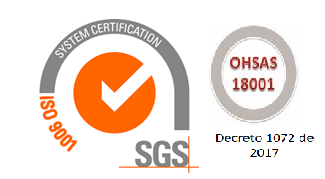 SYSTEM CERTIFICATION
ISO 9001
SGS
OHSAS
18001
Decreto 1072 de
2017